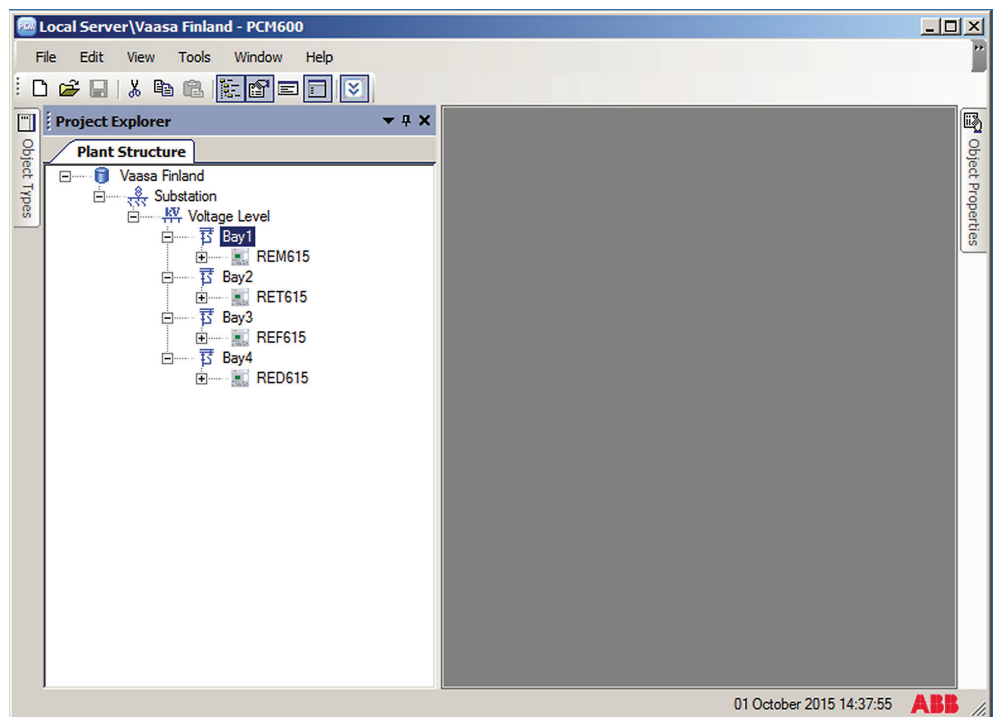 PCM Local Server\Vaasa Finland - PCM600
File Edit View Tools Window Help
Object Types
Project Explorer
Plant Structure
Vaasa Finland
Substation
KV Voltage Level
Bay1
REM615
Bay2
RET615
Bay3
REF615
Bay4
RED615
Object Properties
01 October 2015 14:37:55 ABB